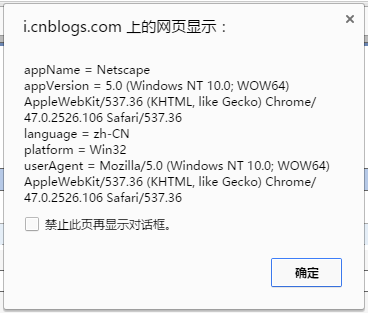 i.cnblogs.com 上的网页显示：
appName = Netscape
appVersion = 5.0 (Windows NT 10.0; WOW64)
AppleWebKit/537.36 (KHTML, like Gecko) Chrome/
47.0.2526.106 Safari/537.36
language = zh-CN
platform = Win32
userAgent = Mozilla/5.0 (Windows NT 10.0; WOW64)
AppleWebKit/537.36 (KHTML, like Gecko) Chrome/
47.0.2526.106 Safari/537.36
禁止此页再显示对话框。
确定